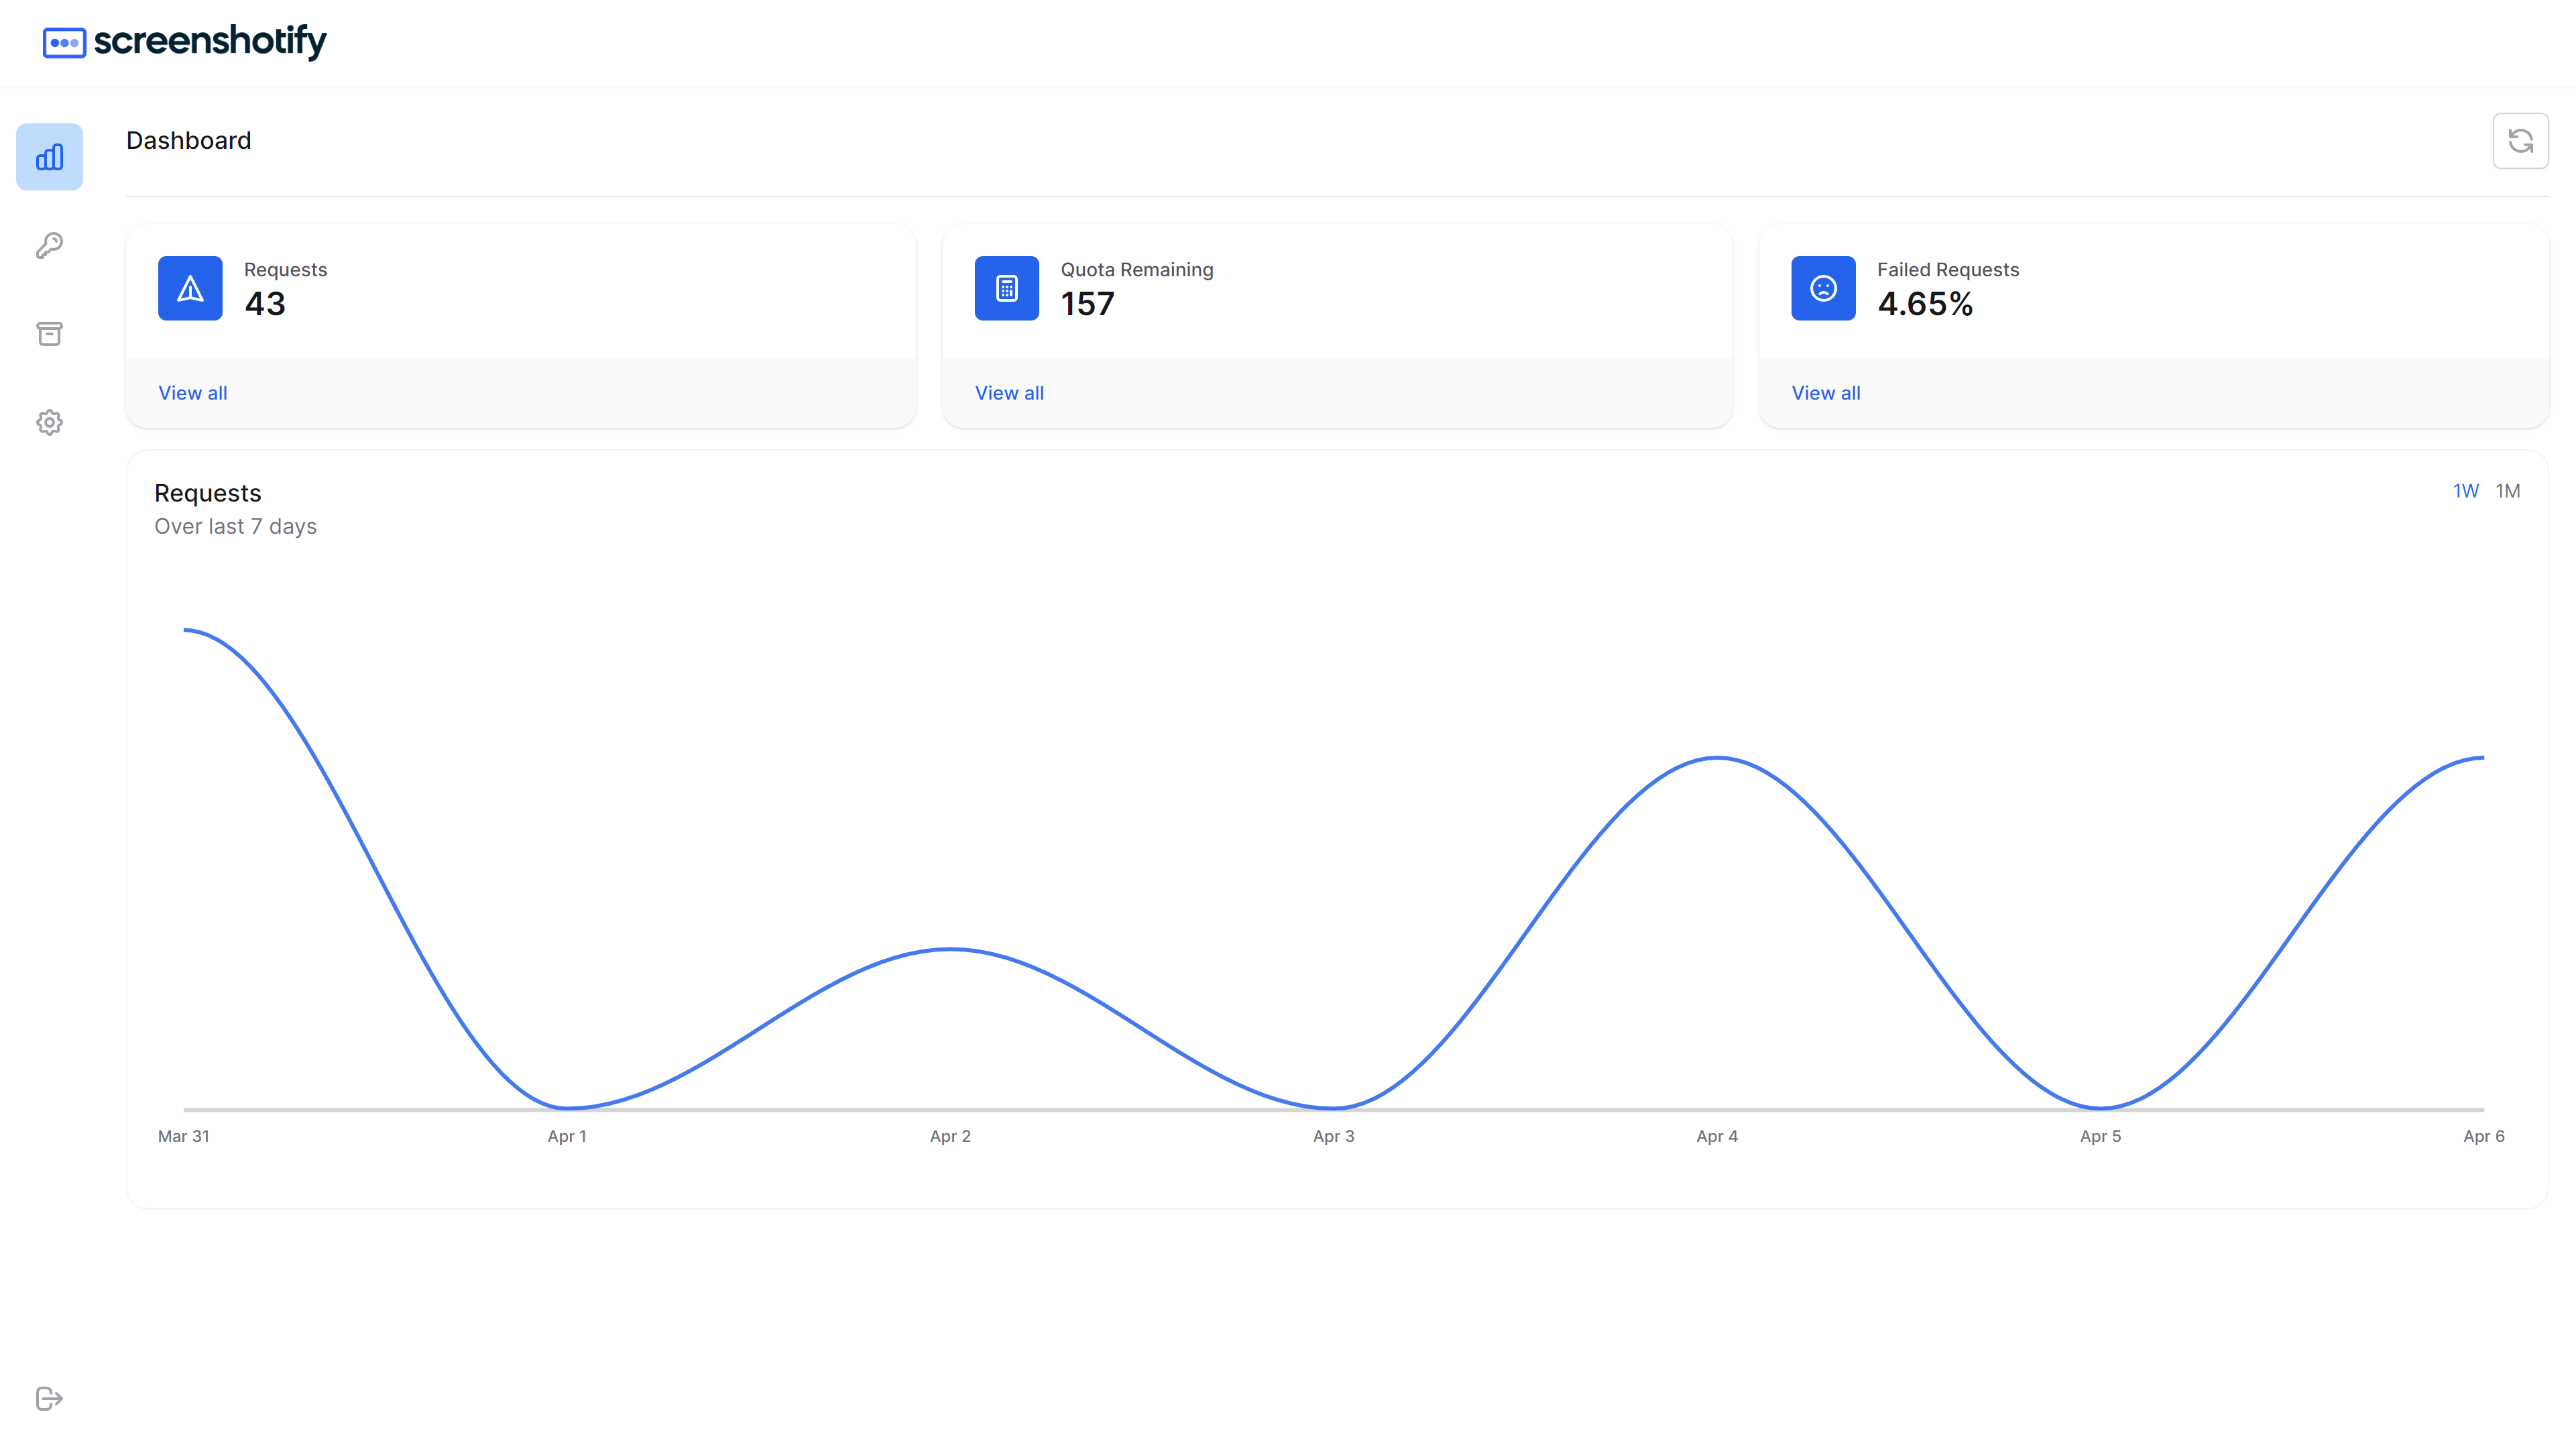 screenshotify
Dashboard
Requests
43
View all
Quota Remaining
157
View all
Failed Requests
4.65%
View all
Requests
Over last 7 days
1W 1M
Mar 31 Apr 1 Apr 2 Apr 3 Apr 4 Apr 5 Apr 6